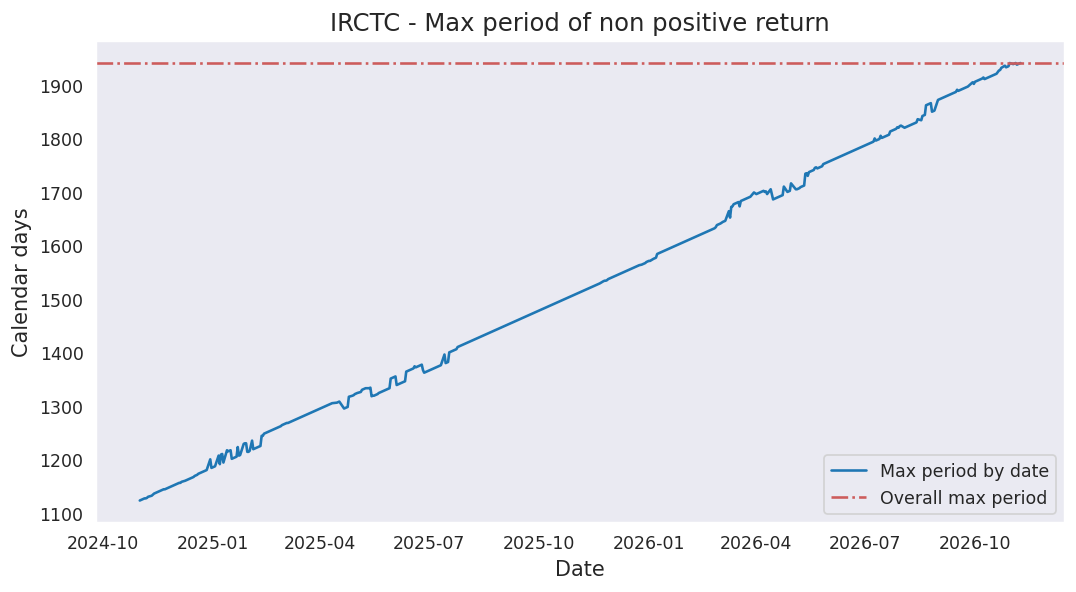 IRCTC - Max period of non positive return
Calendar days
1900
1800
1700
1600
1500
1400
1300
1200
1100
2024-10 2025-01 2025-04 2025-07 2025-10 2026-01 2026-04 2026-07 2026-10
Date
Max period by date
Overall max period